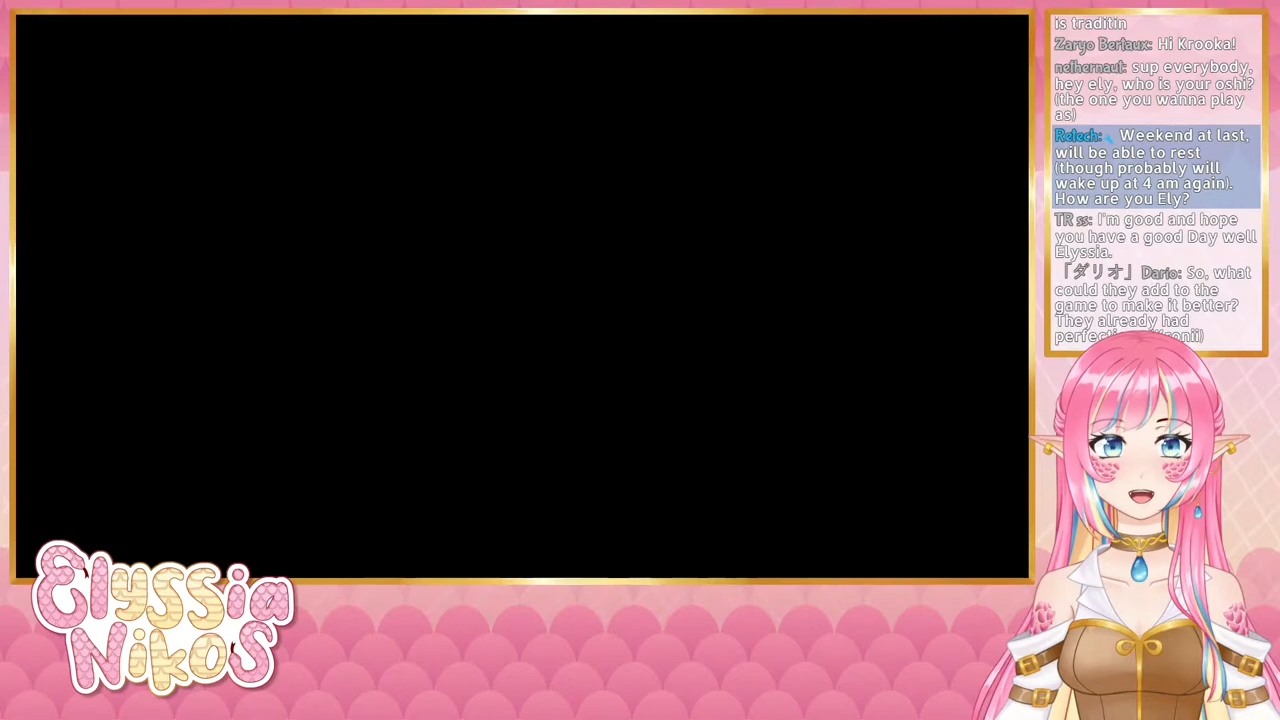 is traditin
Zaryo Bertaux: Hi Krooka!
nethernaut: sup everybody,
hey ely, who is your oshi?
(the one you wanna play
as)
Retech: Weekend at last,
will be able to rest
(though probably will
wake up at 4 am again).
How are you Ely?
TR ss: I'm good and hope
you have a good Day well
Elyssia.
「ダリオ」Dario: So, what
could they add to the
game to make it better?
They already had
Elyssia
NikoS